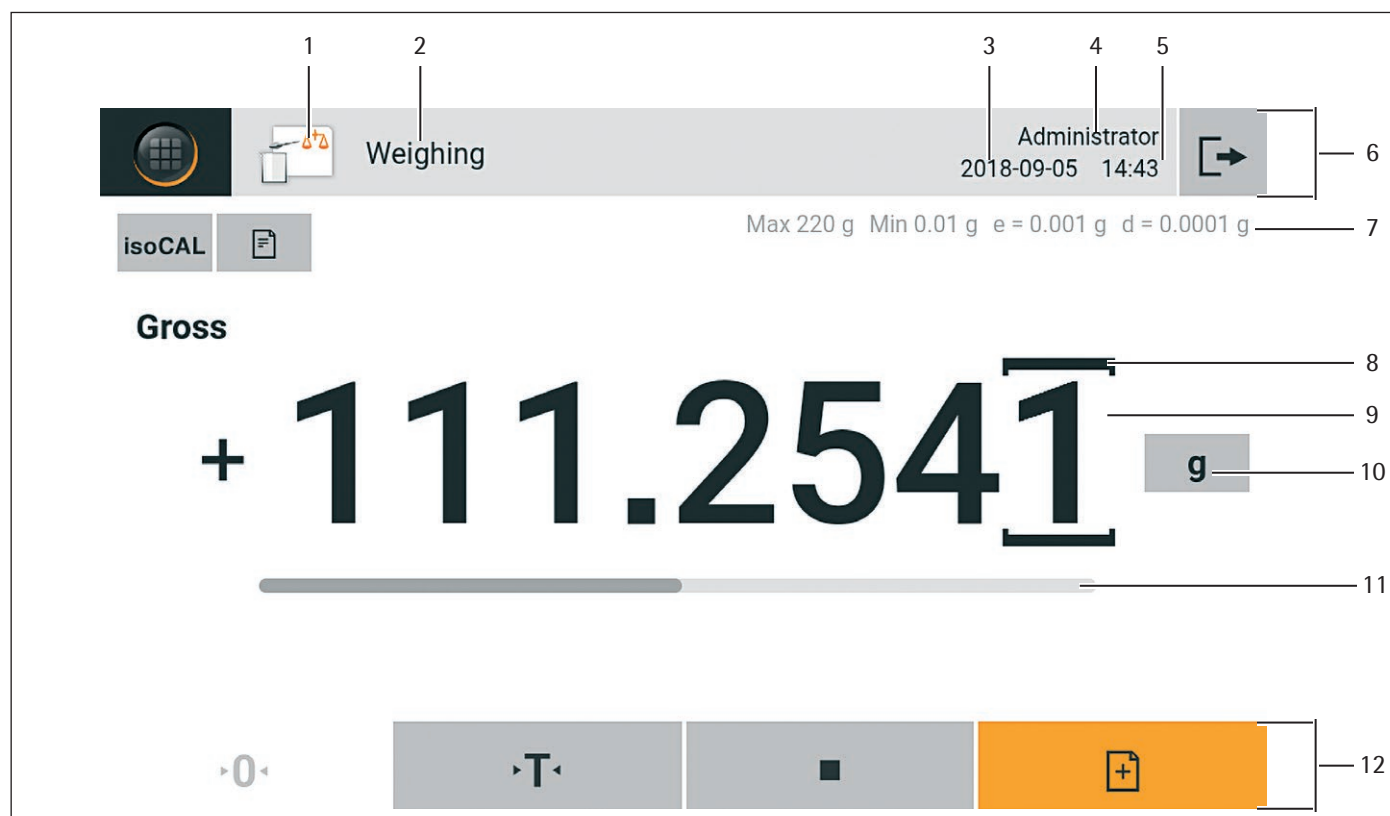 1 2 3 4 5
Administrator
Weighing
2018-09-05 14:43
6
Max 220 g Min 0.01 g e = 0.001 g d = 0.0001 g
7
isoCAL
Gross
8
+ 111.2541
9
g
10
11
0 T
12